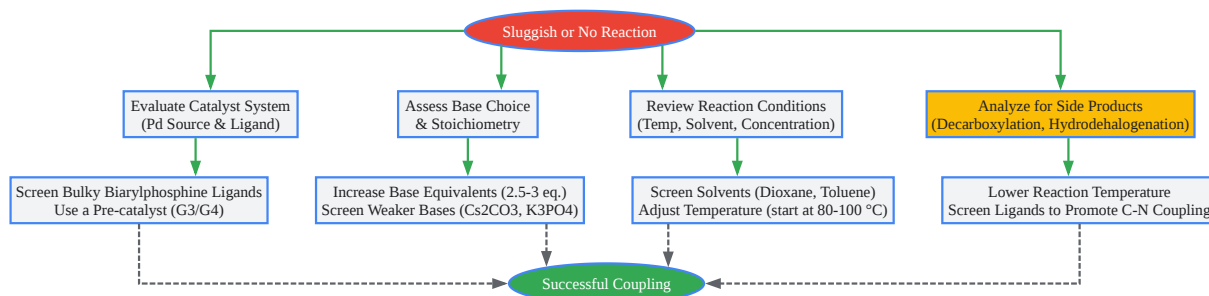 Sluggish or No Reaction
Evaluate Catalyst System
(Pd Source & Ligand)
Assess Base Choice
& Stoichiometry
Review Reaction Conditions
(Temp, Solvent, Concentration)
Analyze for Side Products
(Decarboxylation, Hydrodehalogenation)
Screen Bulky Biarylphosphine Ligands
Use a Pre-catalyst (G3/G4)
Increase Base Equivalents (2.5-3 eq.)
Screen Weaker Bases (Cs2CO3, K3PO4)
Screen Solvents (Dioxane, Toluene)
Adjust Temperature (start at 80-100 °C)
Lower Reaction Temperature
Screen Ligands to Promote C-N Coupling
Successful Coupling